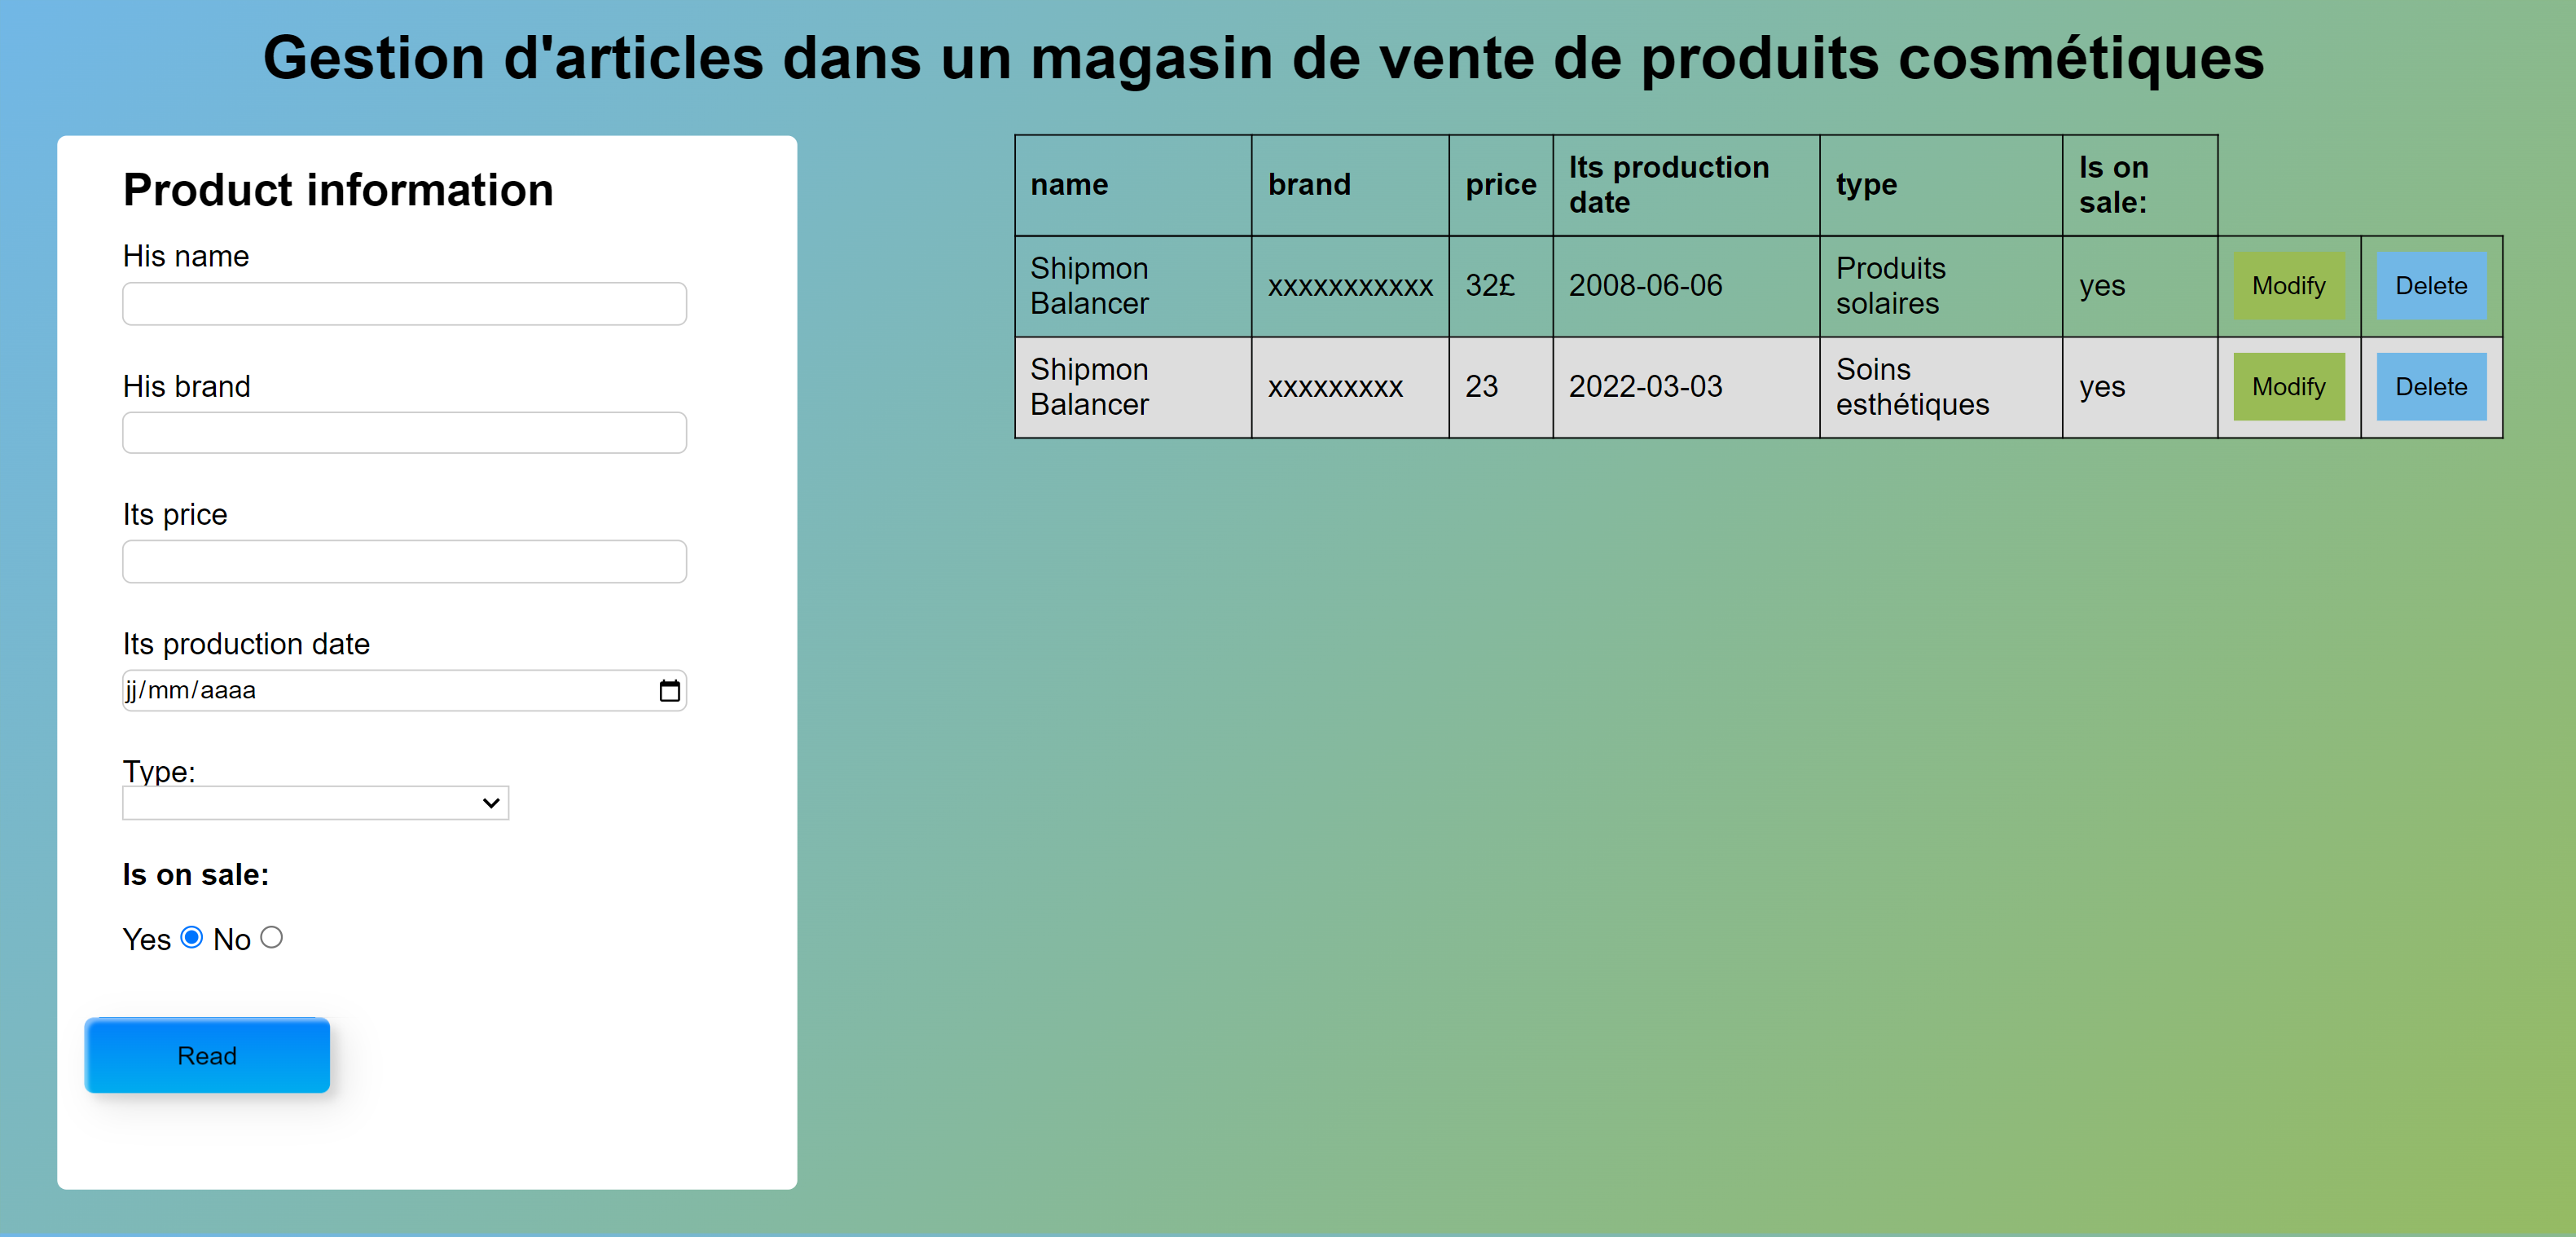 Gestion d'articles dans un magasin de vente de produits cosmétiques
Product information
His name
His brand
Its price
Its production date
jj/mm/aaaa
Type:
Is on sale:
Yes No
Read
name brand price Its production date type Is on sale:
Shipmon Balancer xxxxxxxxxxx 32£ 2008-06-06 Produits solaires yes Modify Delete
Shipmon Balancer xxxxxxxxx 23 2022-03-03 Soins esthétiques yes Modify Delete